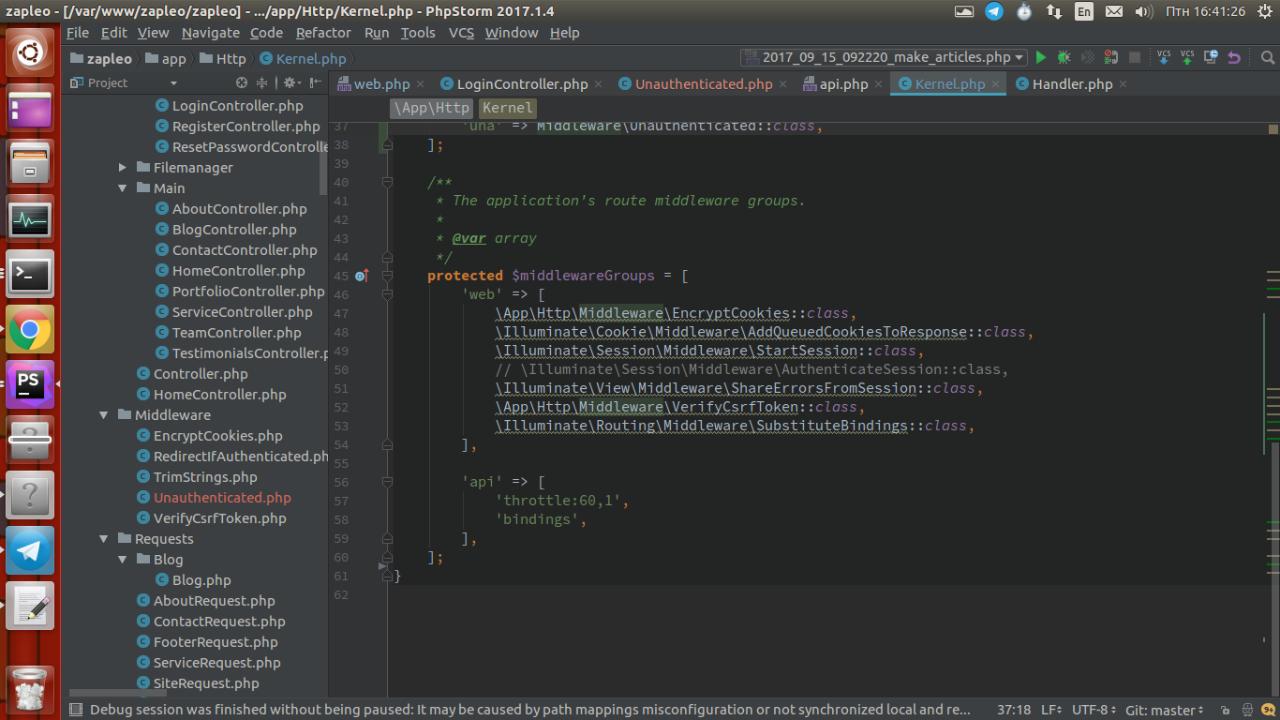 zapleo - [/var/www/zapleo/zapleo] - .../app/Http/Kernel.php - PhpStorm 2017.1.4
En
Птн 16:41:26
File Edit View Navigate Code Refactor Run Tools VCS Window Help
zapleo app Http Kernel.php
2017_09_15_092220_make_articles.php
VCS VCS
Project
web.php LoginController.php Unauthenticated.php api.php Kernel.php Handler.php
\App\Http Kernel
LoginController.php
RegisterController.php
ResetPasswordControlle
Filemanager
Main
AboutController.php
BlogController.php
ContactController.php
HomeController.php
PortfolioController.php
ServiceController.php
TeamController.php
TestimonialsController.p
Controller.php
HomeController.php
Middleware
EncryptCookies.php
RedirectIfAuthenticated.ph
TrimStrings.php
Unauthenticated.php
VerifyCsrfToken.php
Requests
Blog
Blog.php
AboutRequest.php
ContactRequest.php
FooterRequest.php
ServiceRequest.php
SiteRequest.php
PS
37 'una' => Middleware\Unauthenticated::class,
38 ];
39
40 /**
41 * The application's route middleware groups.
42 *
43 * @var array
44 */
45 protected $middlewareGroups = [
46 'web' => [
47 \App\Http\Middleware\EncryptCookies::class,
48 \Illuminate\Cookie\Middleware\AddQueuedCookiesToResponse::class,
49 \Illuminate\Session\Middleware\StartSession::class,
50 // \Illuminate\Session\Middleware\AuthenticateSession::class,
51 \Illuminate\View\Middleware\ShareErrorsFromSession::class,
52 \App\Http\Middleware\VerifyCsrfToken::class,
53 \Illuminate\Routing\Middleware\SubstituteBindings::class,
54 ],
55
56 'api' => [
57 'throttle:60,1',
58 'bindings',
59 ],
60 ];
61 }
62
Debug session was finished without being paused: It may be caused by path mappings misconfiguration or not synchronized local and re...
37:18 LF UTF-8 Git: master
9+